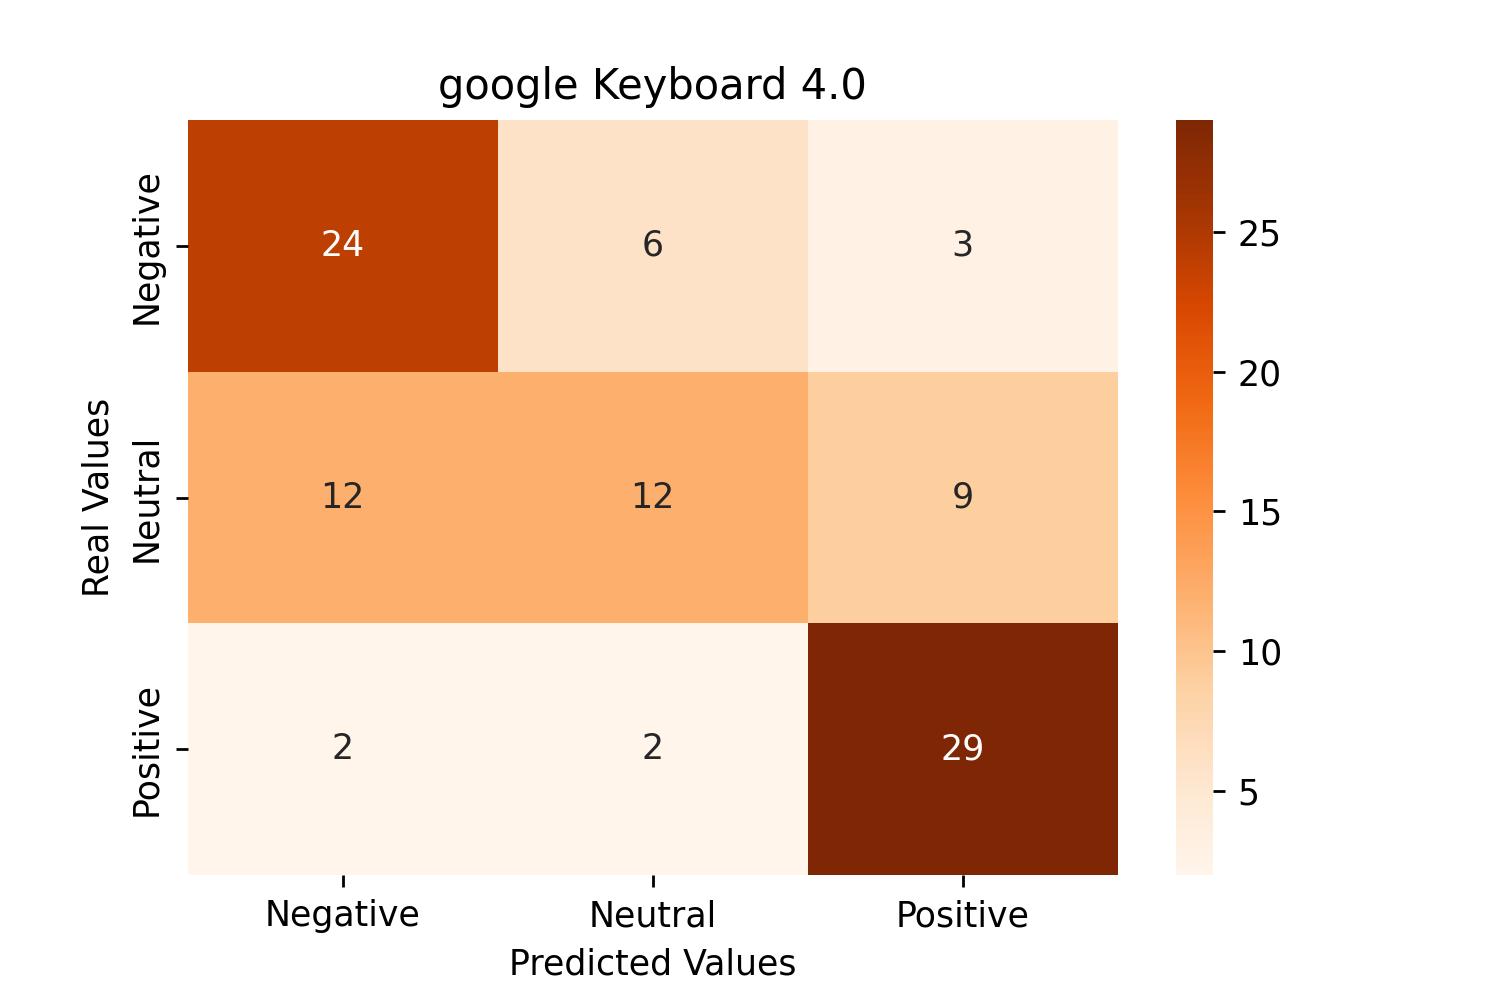 google Keyboard 4.0
Real Values
Negative
24 6 3
Neutral
12 12 9
Positive
2 2 29
Negative Neutral Positive
Predicted Values
25
20
15
10
5